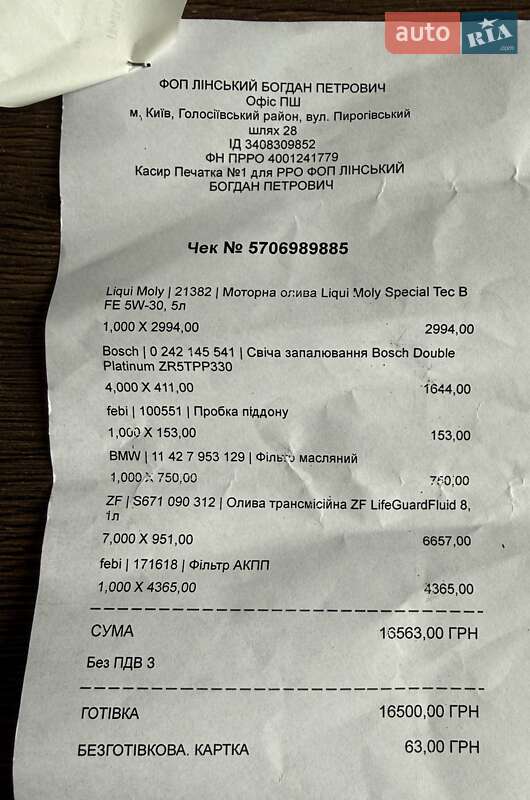 auto RIA.com
ФОП ЛІНСЬКИЙ БОГДАН ПЕТРОВИЧ
Офіс ПШ
м, Київ, Голосіївський район, вул. Пирогівський
шлях 28
ІД 3408309852
ФН ПРРО 4001241779
Касир Печатка №1 для РРО ФОП ЛІНСЬКИЙ
БОГДАН ПЕТРОВИЧ
Чек № 5706989885
Liqui Moly | 21382 | Моторна олива Liqui Moly Special Tec B
FE 5W-30, 5л
1,000 X 2994,00 2994,00
Bosch | 0 242 145 541 | Свіча запалювання Bosch Double
Platinum ZR5TPP330
4,000 X 411,00 1644,00
febi | 100551 | Пробка піддону
1,000 X 153,00 153,00
BMW | 11 42 7 953 129 | Фільтр масляний
1,000 X 750,00 750,00
ZF | S671 090 312 | Олива трансмісійна ZF LifeGuardFluid 8,
1л
7,000 X 951,00 6657,00
febi | 171618 | Фільтр АКПП
1,000 X 4365,00 4365,00
СУМА 16563,00 ГРН
Без ПДВ 3
ГОТІВКА 16500,00 ГРН
БЕЗГОТІВКОВА. КАРТКА 63,00 ГРН